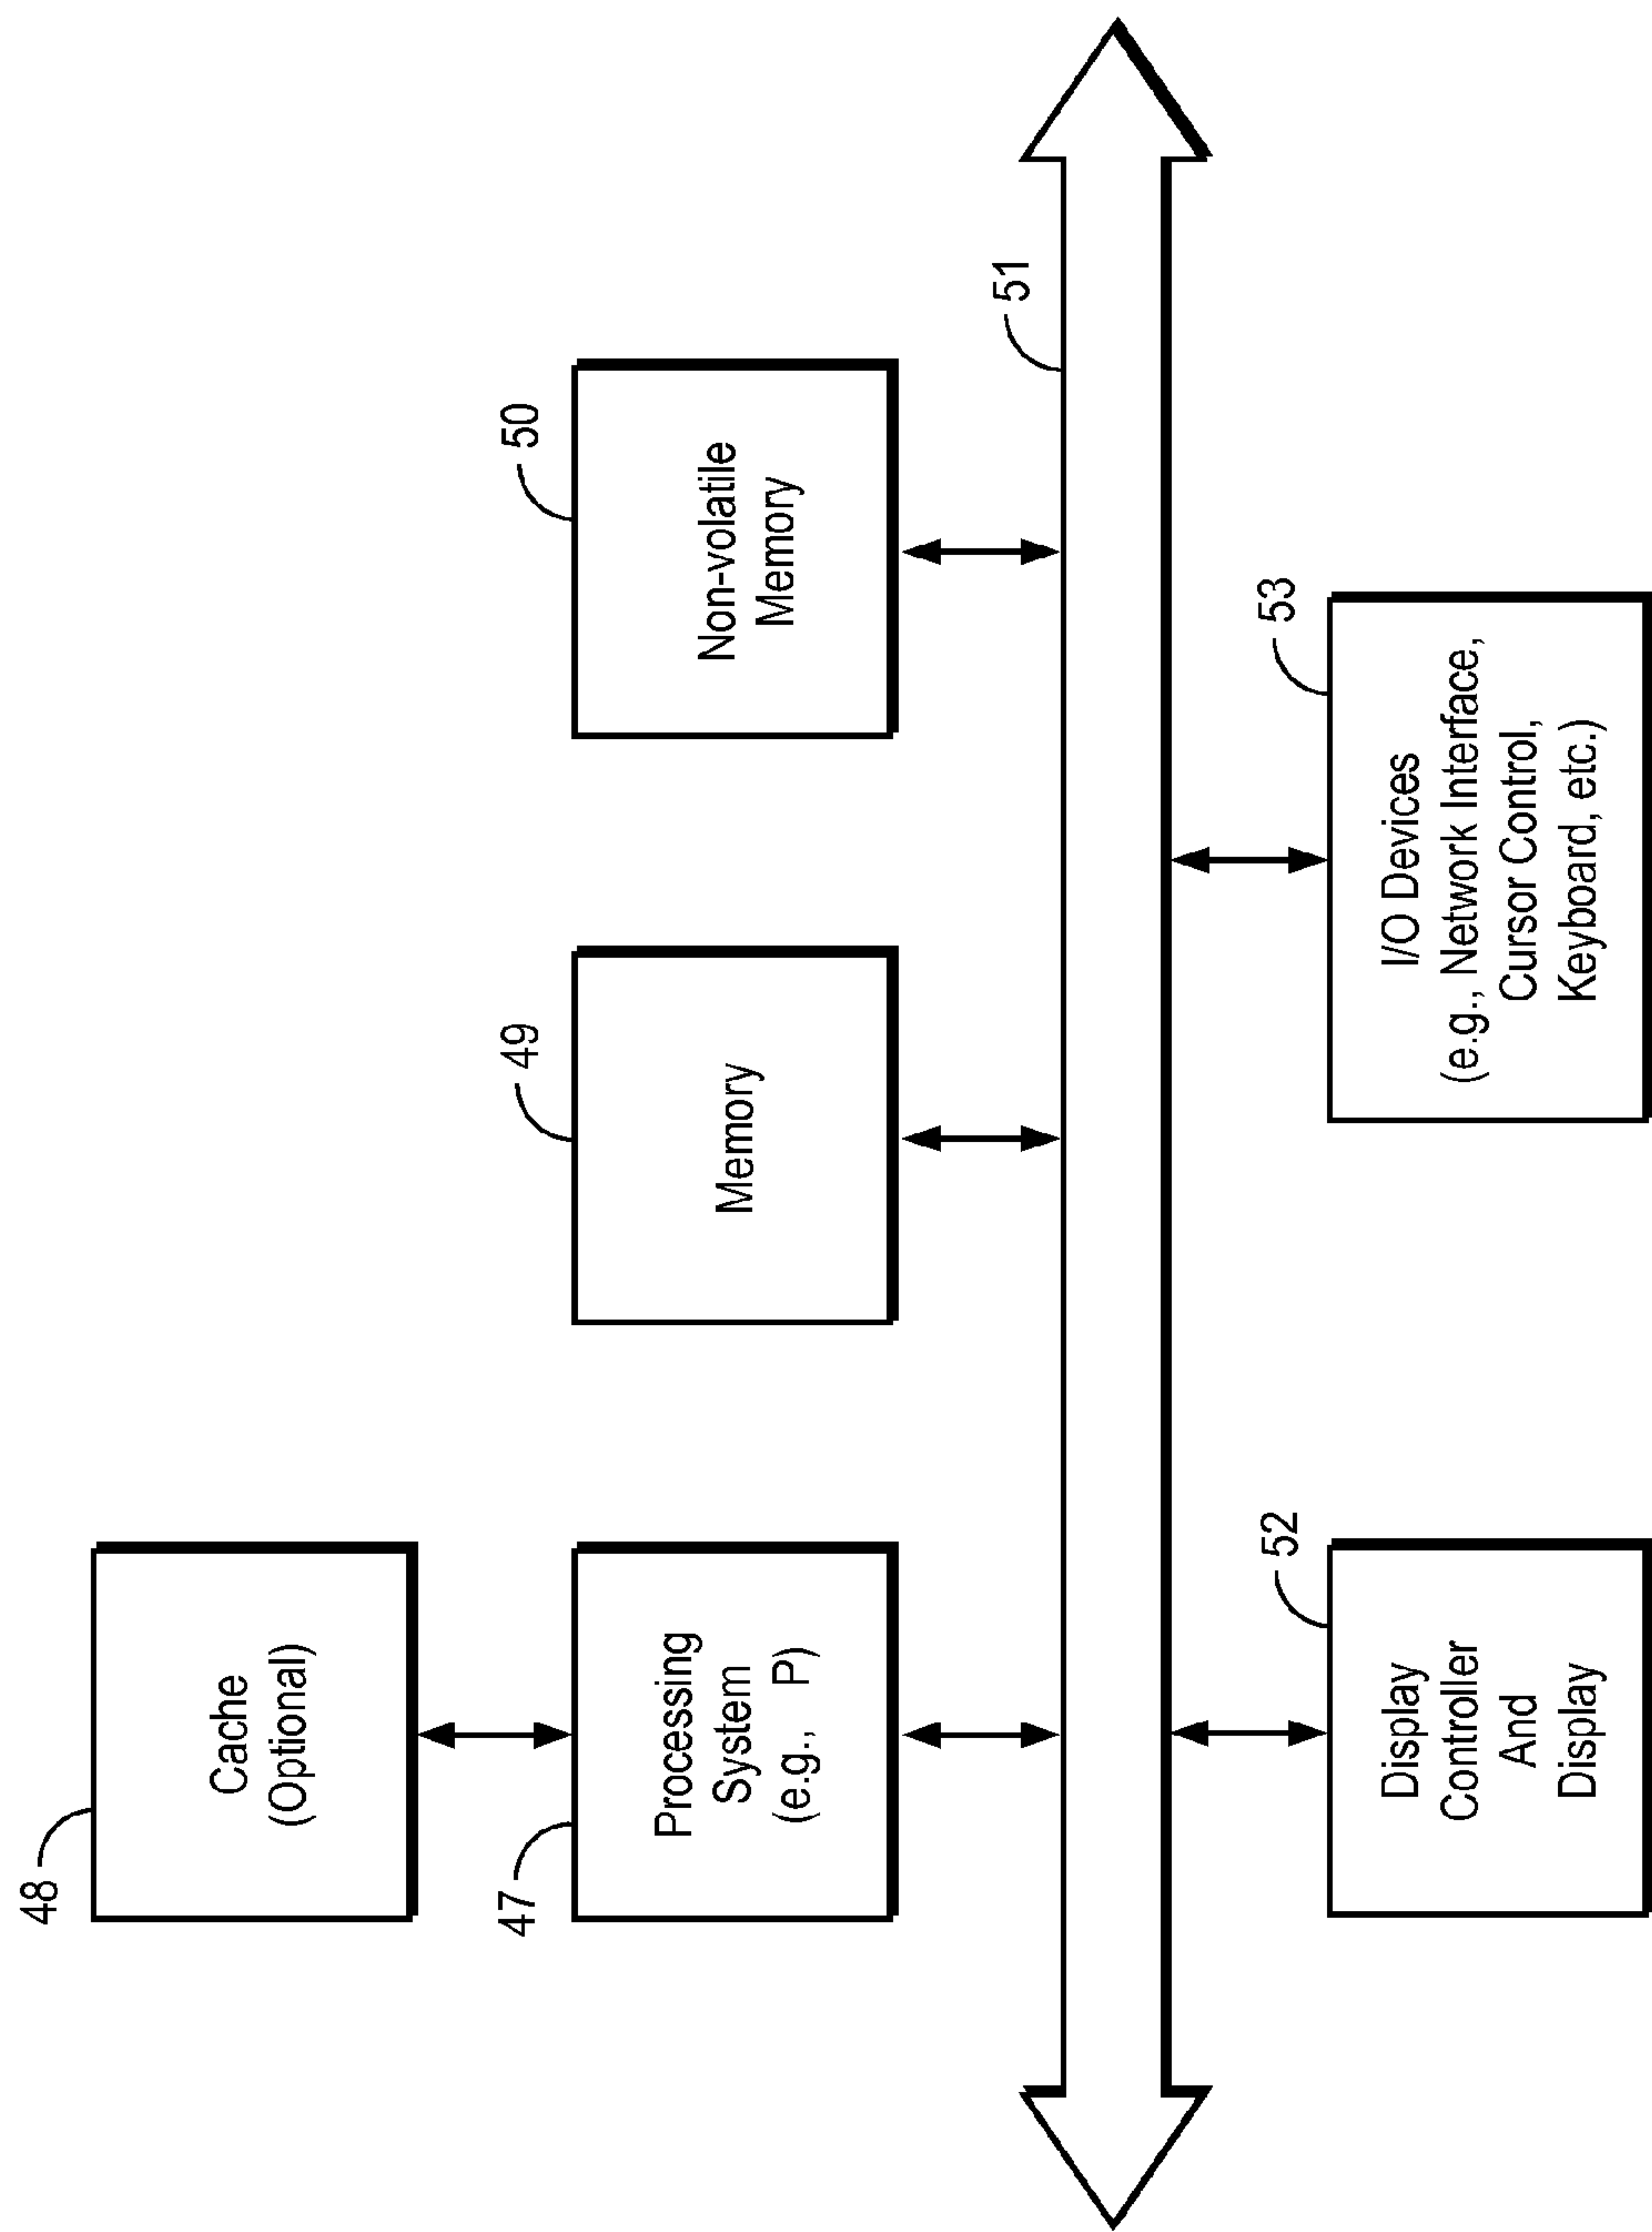 48
Cache
(Optional)
47
Processing
System
(e.g., P)
49
Memory
50
Non-volatile
Memory
51
52
Display
Controller
And
Display
53
I/O Devices
(e.g., Network Interface,
Cursor Control,
Keyboard, etc.)